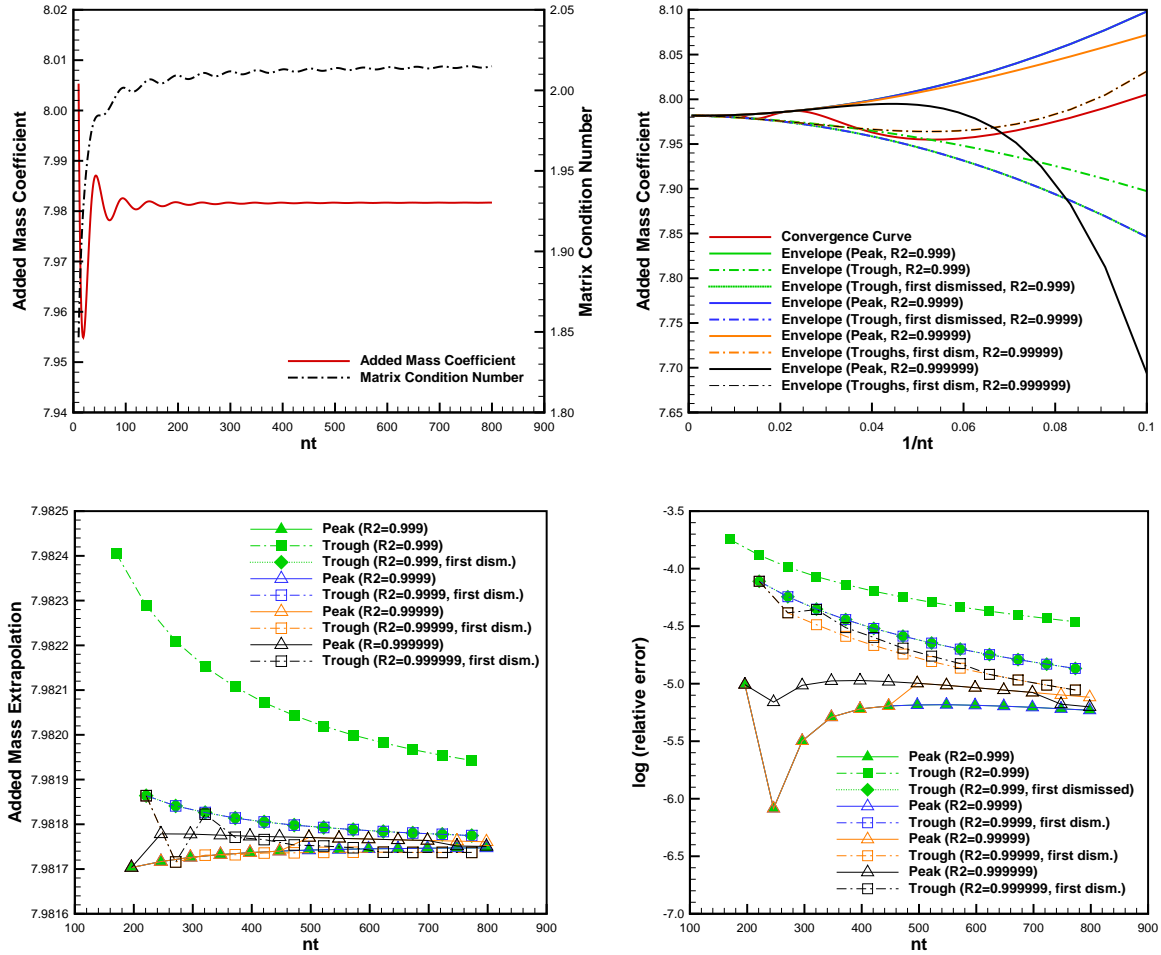 8.02
8.01
8.00
7.99
7.98
7.97
7.96
7.95
7.94
Added Mass Coefficient
2.05
2.00
1.95
1.90
1.85
1.80
Matrix Condition Number
Added Mass Coefficient
Matrix Condition Number
0 100 200 300 400 500 600 700 800 900
nt
8.10
8.05
8.00
7.95
7.90
7.85
7.80
7.75
7.70
7.65
Added Mass Coefficient
Convergence Curve
Envelope (Peak, R2=0.999)
Envelope (Trough, R2=0.999)
Envelope (Trough, first dismissed, R2=0.999)
Envelope (Peak, R2=0.9999)
Envelope (Trough, first dismissed, R2=0.9999)
Envelope (Peak, R2=0.99999)
Envelope (Troughs, first dism, R2=0.99999)
Envelope (Peak, R2=0.999999)
Envelope (Troughs, first dism, R2=0.999999)
0 0.02 0.04 0.06 0.08 0.1
1/nt
7.9825
7.9824
7.9823
7.9822
7.9821
7.9820
7.9819
7.9818
7.9817
7.9816
Added Mass Extrapolation
Peak (R2=0.999)
Trough (R2=0.999)
Trough (R2=0.999, first dism.)
Peak (R2=0.9999)
Trough (R2=0.9999, first dism.)
Peak (R2=0.99999)
Trough (R2=0.99999, first dism.)
Peak (R=0.999999)
Trough (R2=0.999999, first dism.)
100 200 300 400 500 600 700 800 900
nt
-3.5
-4.0
-4.5
-5.0
-5.5
-6.0
-6.5
-7.0
log (relative error)
Peak (R2=0.999)
Trough (R2=0.999)
Trough (R2=0.999, first dismissed)
Peak (R2=0.9999)
Trough (R2=0.9999, first dism.)
Peak (R2=0.99999)
Trough (R2=0.99999, first dism.)
Peak (R2=0.999999)
Trough (R2=0.999999, first dism.)
100 200 300 400 500 600 700 800 900
nt